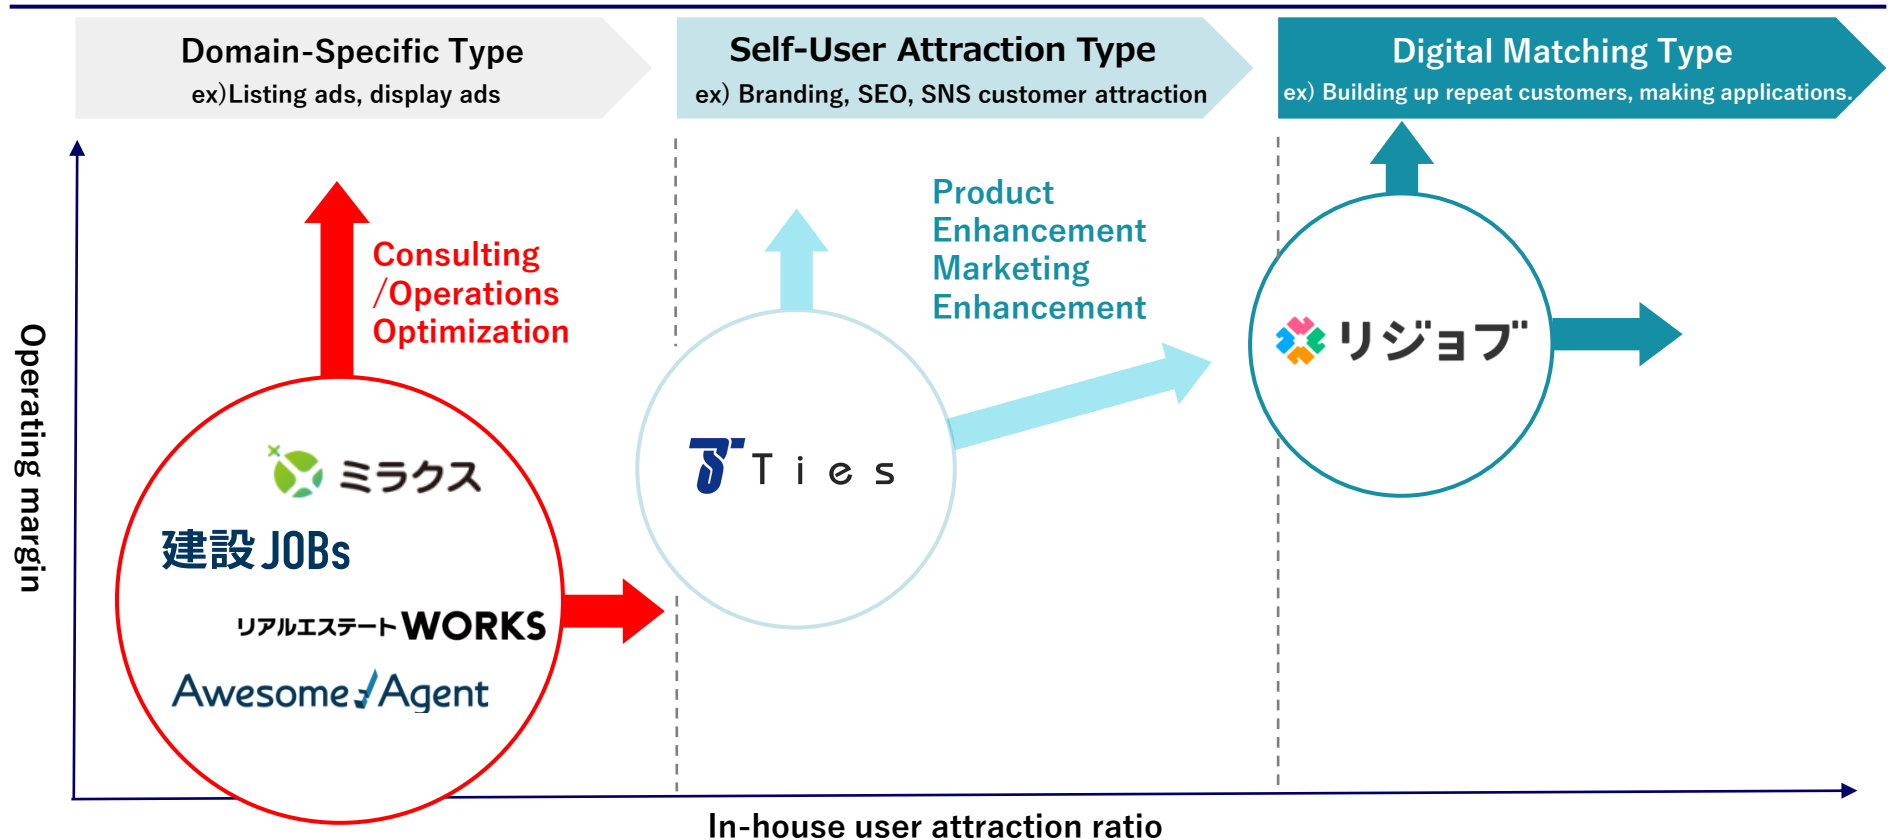 Domain-Specific Type
ex)Listing ads, display ads
Self-User Attraction Type
ex) Branding, SEO, SNS customer attraction
Digital Matching Type
ex) Building up repeat customers, making applications.
Operating margin
Consulting
/Operations
Optimization
ミラクス
建設JOBs
リアルエステートWORKS
Awesome Agent
Product
Enhancement
Marketing
Enhancement
Ties
リジョブ
In-house user attraction ratio